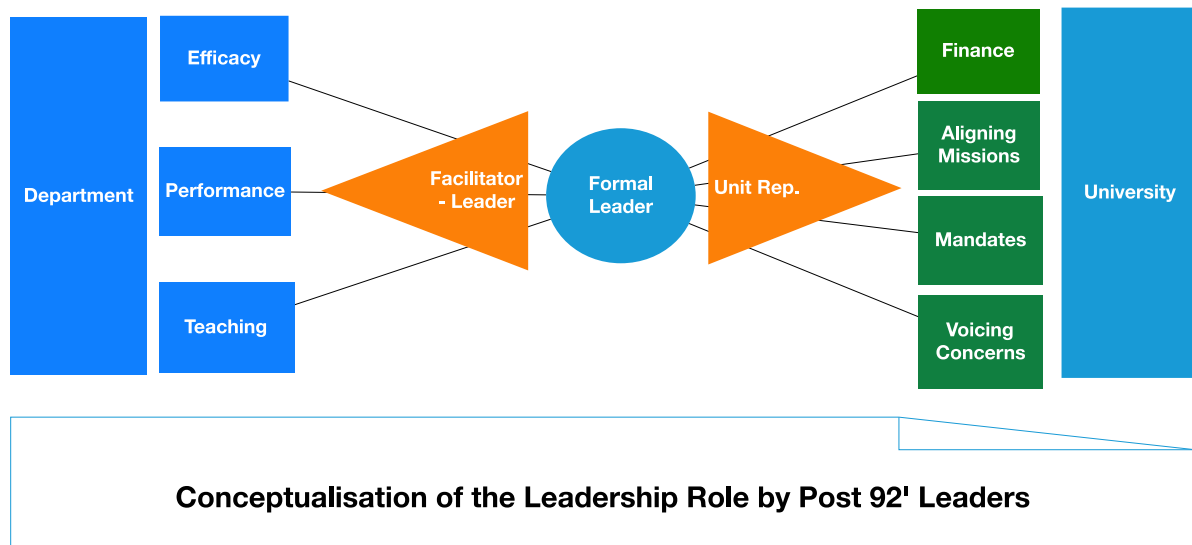 Department
Efficacy
Performance
Teaching
Facilitator
- Leader
Formal
Leader
Unit Rep.
Finance
Aligning
Missions
Mandates
Voicing
Concerns
University
Conceptualisation of the Leadership Role by Post 92' Leaders